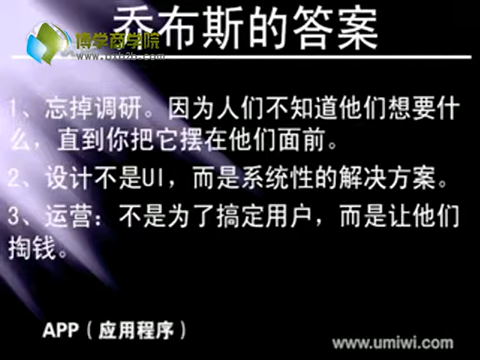 乔布斯的答案
博学商学院
www.bxb2b.com
1、忘掉调研。因为人们不知道他们想要什
么，直到你把它摆在他们面前。
2、设计不是UI，而是系统性的解决方案。
3、运营：不是为了搞定用户，而是让他们
掏钱。
APP（应用程序）
www.umiwi.com